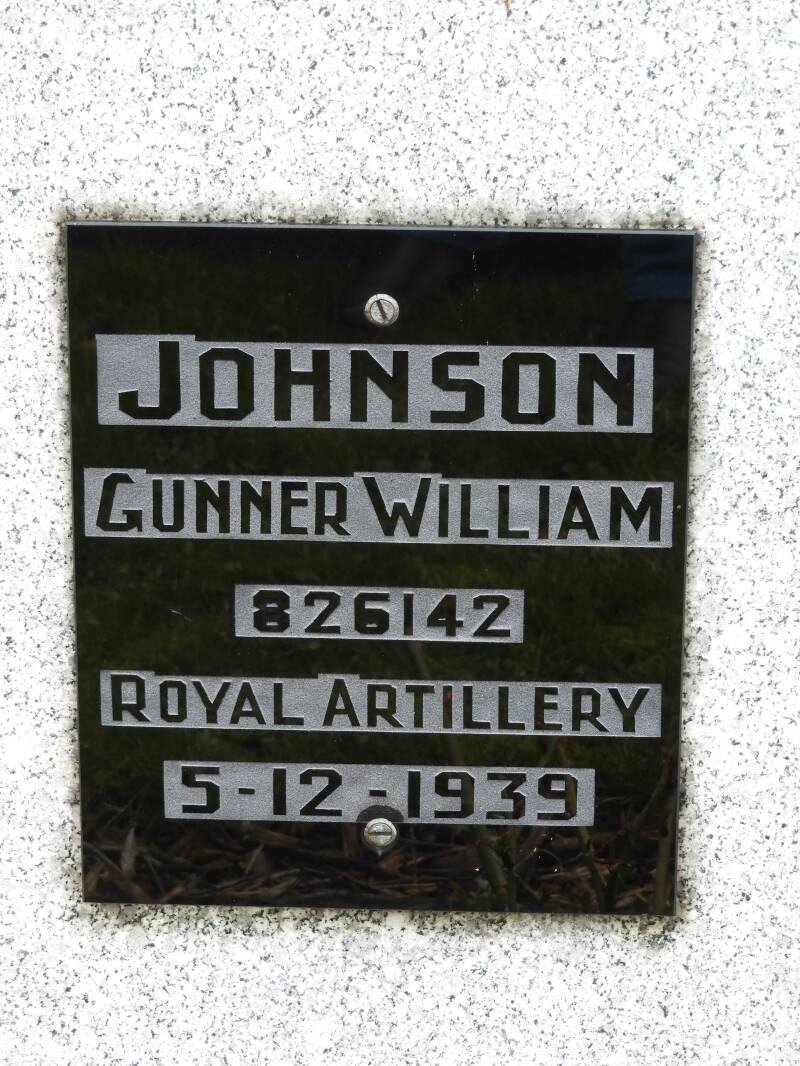 JOHNSON
GUNNER WILLIAM
826142
ROYAL ARTILLERY
5-12-1939